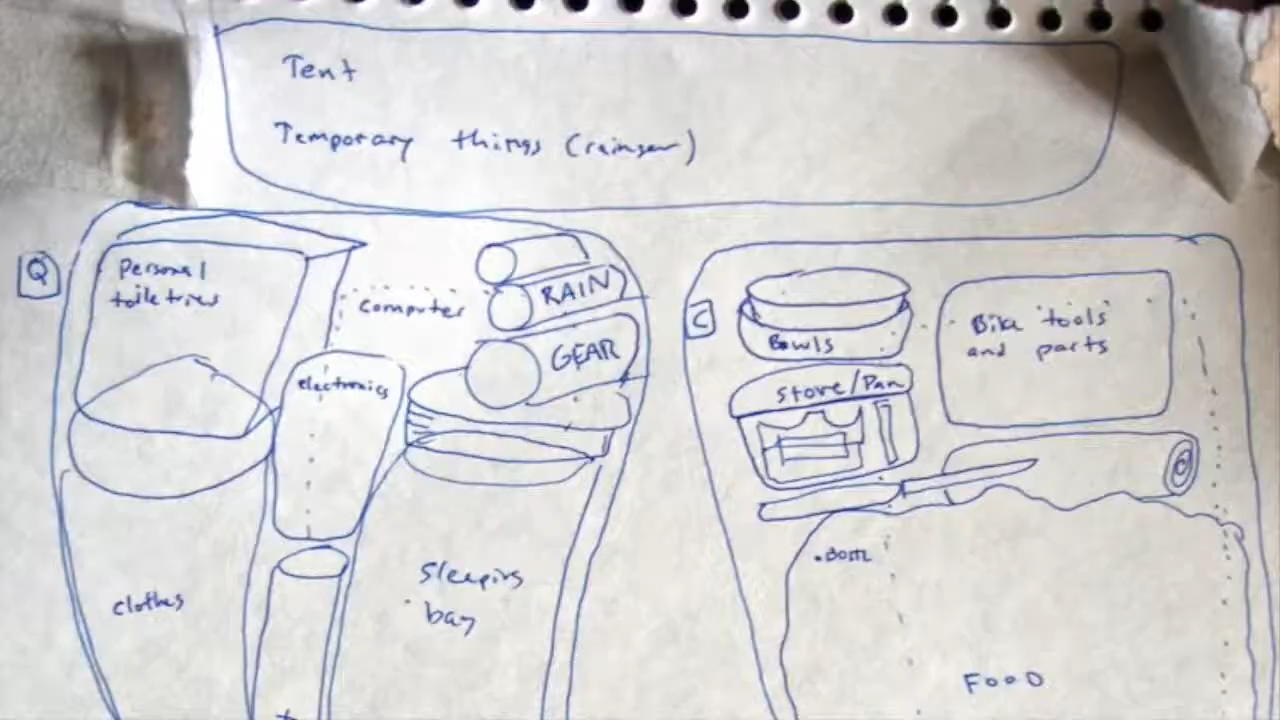 Tent
Temporary things (raingear)
Q
Personal
toiletries
Computer
RAIN
GEAR
electronics
clothes
Sleeping
bag
C
Bowls
Stove/Pan
Bike tools
and parts
FOOD